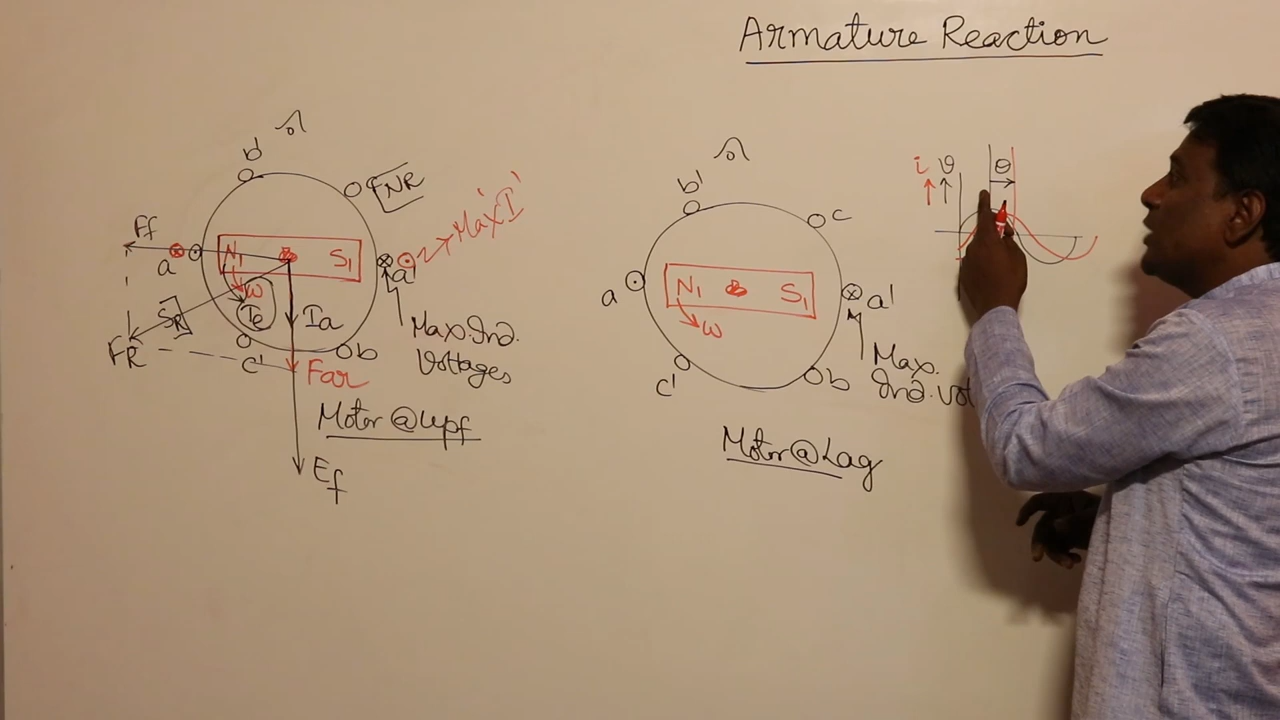 Armature Reaction
b'
FNR
Ff
a
N1
S1
a'
Max 'I'
ω
SR
Te
Ia
FR
c'
b
Far
Max. Ind.
Voltages
Motor @ upf
Ef
b'
c
a
N1
S1
a'
ω
c'
b
Max.
Ind. Vol
Motor @ Lag
i
v
θ